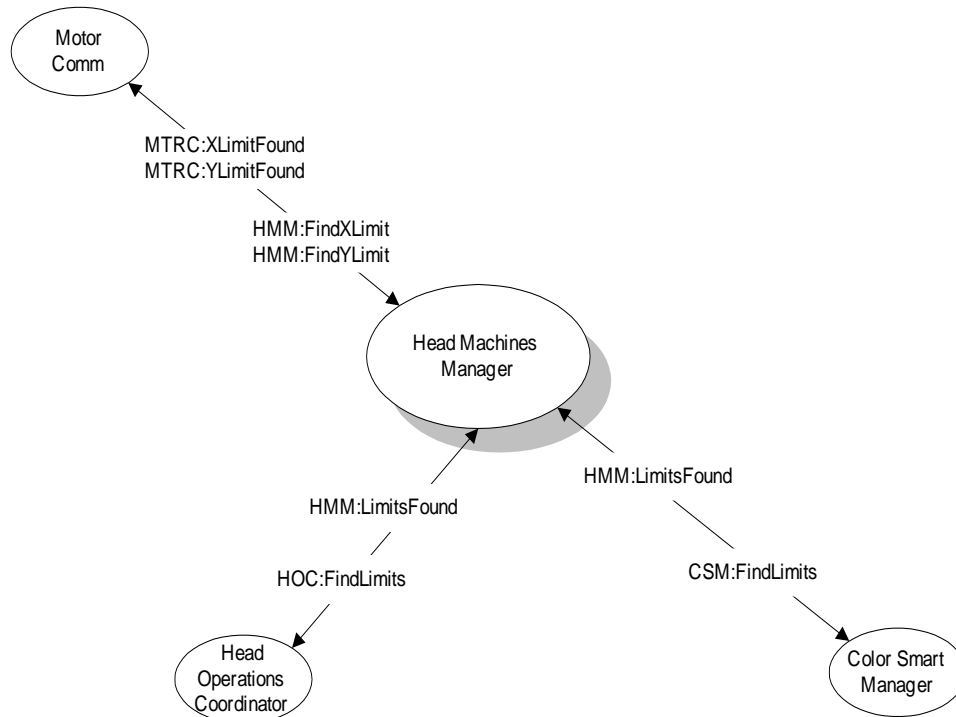 Motor
Comm
MTRC:XLimitFound
MTRC:YLimitFound
HMM:FindXLimit
HMM:FindYLimit
Head Machines
Manager
HMM:LimitsFound
HMM:LimitsFound
HOC:FindLimits
CSM:FindLimits
Head
Operations
Coordinator
Color Smart
Manager